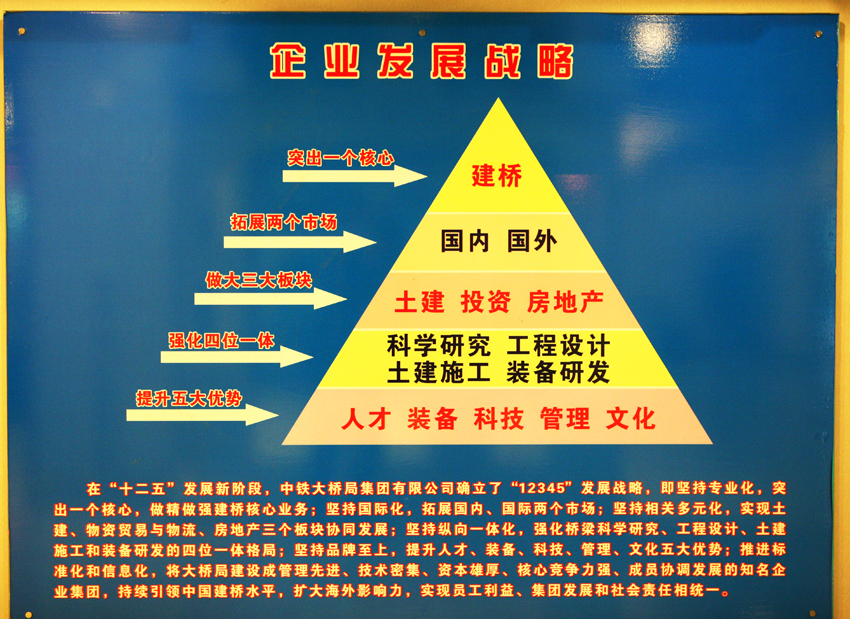 企业发展战略
突出一个核心
建桥
拓展两个市场
国内 国外
做大三大板块
土建 投资 房地产
强化四位一体
科学研究 工程设计
土建施工 装备研发
提升五大优势
人才 装备 科技 管理 文化
在“十二五”发展新阶段，中铁大桥局集团有限公司确立了“12345”发展战略，即坚持专业化，突
出一个核心，做精做强建桥核心业务；坚持国际化，拓展国内、国际两个市场；坚持相关多元化，实现土
建、物资贸易与物流、房地产三个板块协同发展；坚持纵向一体化，强化桥梁科学研究、工程设计、土建
施工和装备研发的四位一体格局；坚持品牌至上，提升人才、装备、科技、管理、文化五大优势；推进标
准化和信息化，将大桥局建设成管理先进、技术密集、资本雄厚、核心竞争力强、成员协调发展的知名企
业集团，持续引领中国建桥水平，扩大海外影响力，实现员工利益、集团发展和社会责任相统一。